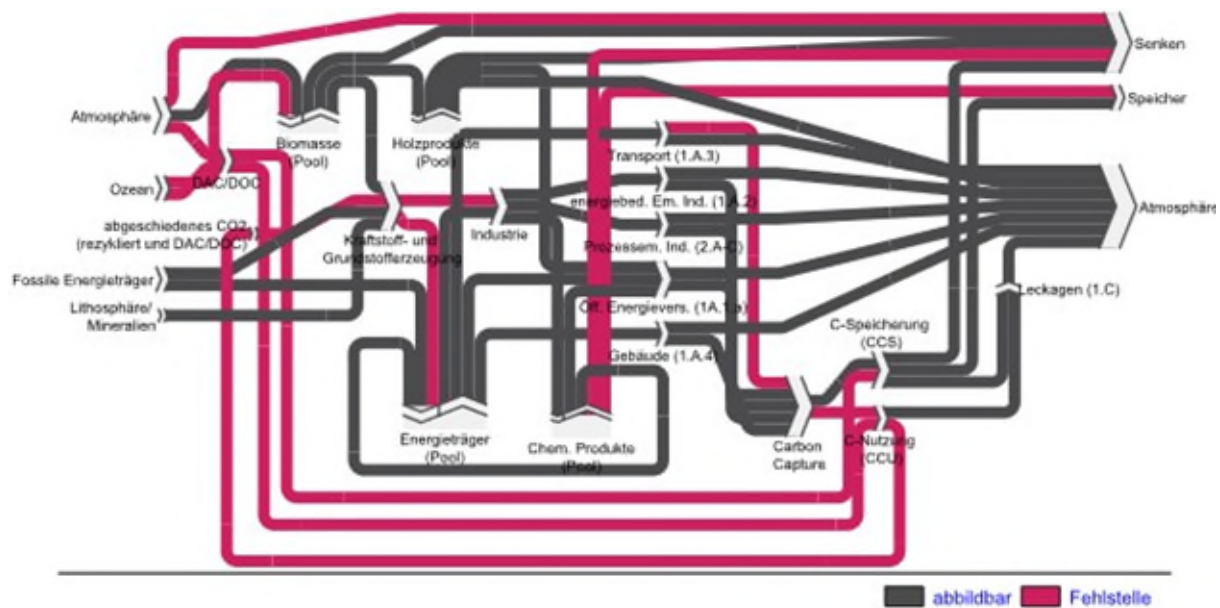 Senken
Speicher
Atmosphäre
Biomasse
(Pool)
Holzprodukte
(Pool)
Transport (1.A.3)
DAC/DOC
Ozean
energiebed. Em. Ind. (1.A.2)
Atmosphäre
abgeschiedenes CO2
(rezykliert und DAC/DOC)
Kraftstoff- und
Grundstofferzeugung
Industrie
Prozessem. Ind. (2.A-C)
Fossile Energieträger
Öff. Energievers. (1A.1.a)
Leckagen (1.C)
Lithosphäre/
Mineralien
C-Speicherung
(CCS)
Gebäude (1.A.4)
Energieträger
(Pool)
Chem. Produkte
(Pool)
Carbon
Capture
C-Nutzung
(CCU)
abbildbar
Fehlstelle